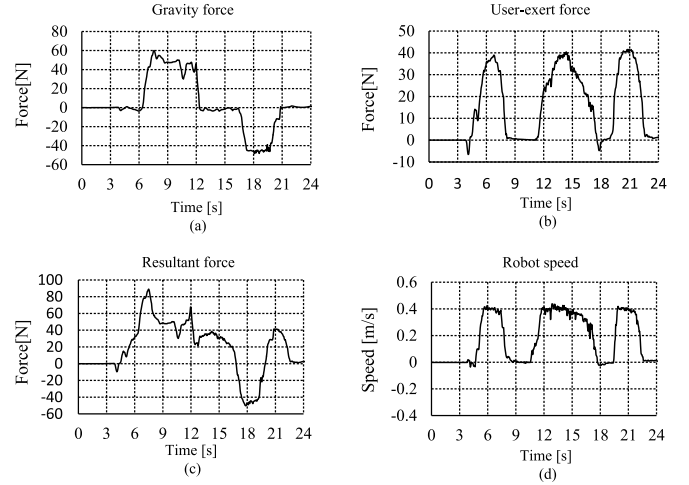 Gravity force
Force[N]
80
60
40
20
0
-20
-40
-60
0 3 6 9 12 15 18 21 24
Time [s]
(a)
User-exert force
Force[N]
50
40
30
20
10
0
-10
0 3 6 9 12 15 18 21 24
Time [s]
(b)
Resultant force
Force[N]
100
80
60
40
20
0
-20
-40
-60
0 3 6 9 12 15 18 21 24
Time [s]
(c)
Robot speed
Speed [m/s]
0.6
0.4
0.2
0
-0.2
-0.4
0 3 6 9 12 15 18 21 24
Time [s]
(d)